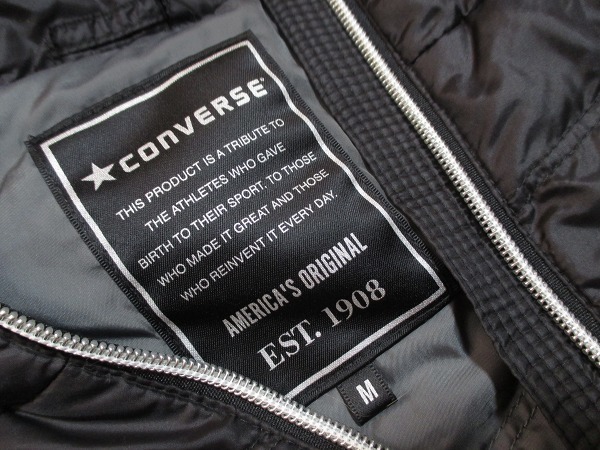 ★CONVERSE®
THIS PRODUCT IS A TRIBUTE TO
THE ATHLETES WHO GAVE
BIRTH TO THEIR SPORT. TO THOSE
WHO MADE IT GREAT AND THOSE
WHO REINVENT IT EVERY DAY.
AMERICA'S ORIGINAL
EST. 1908
M